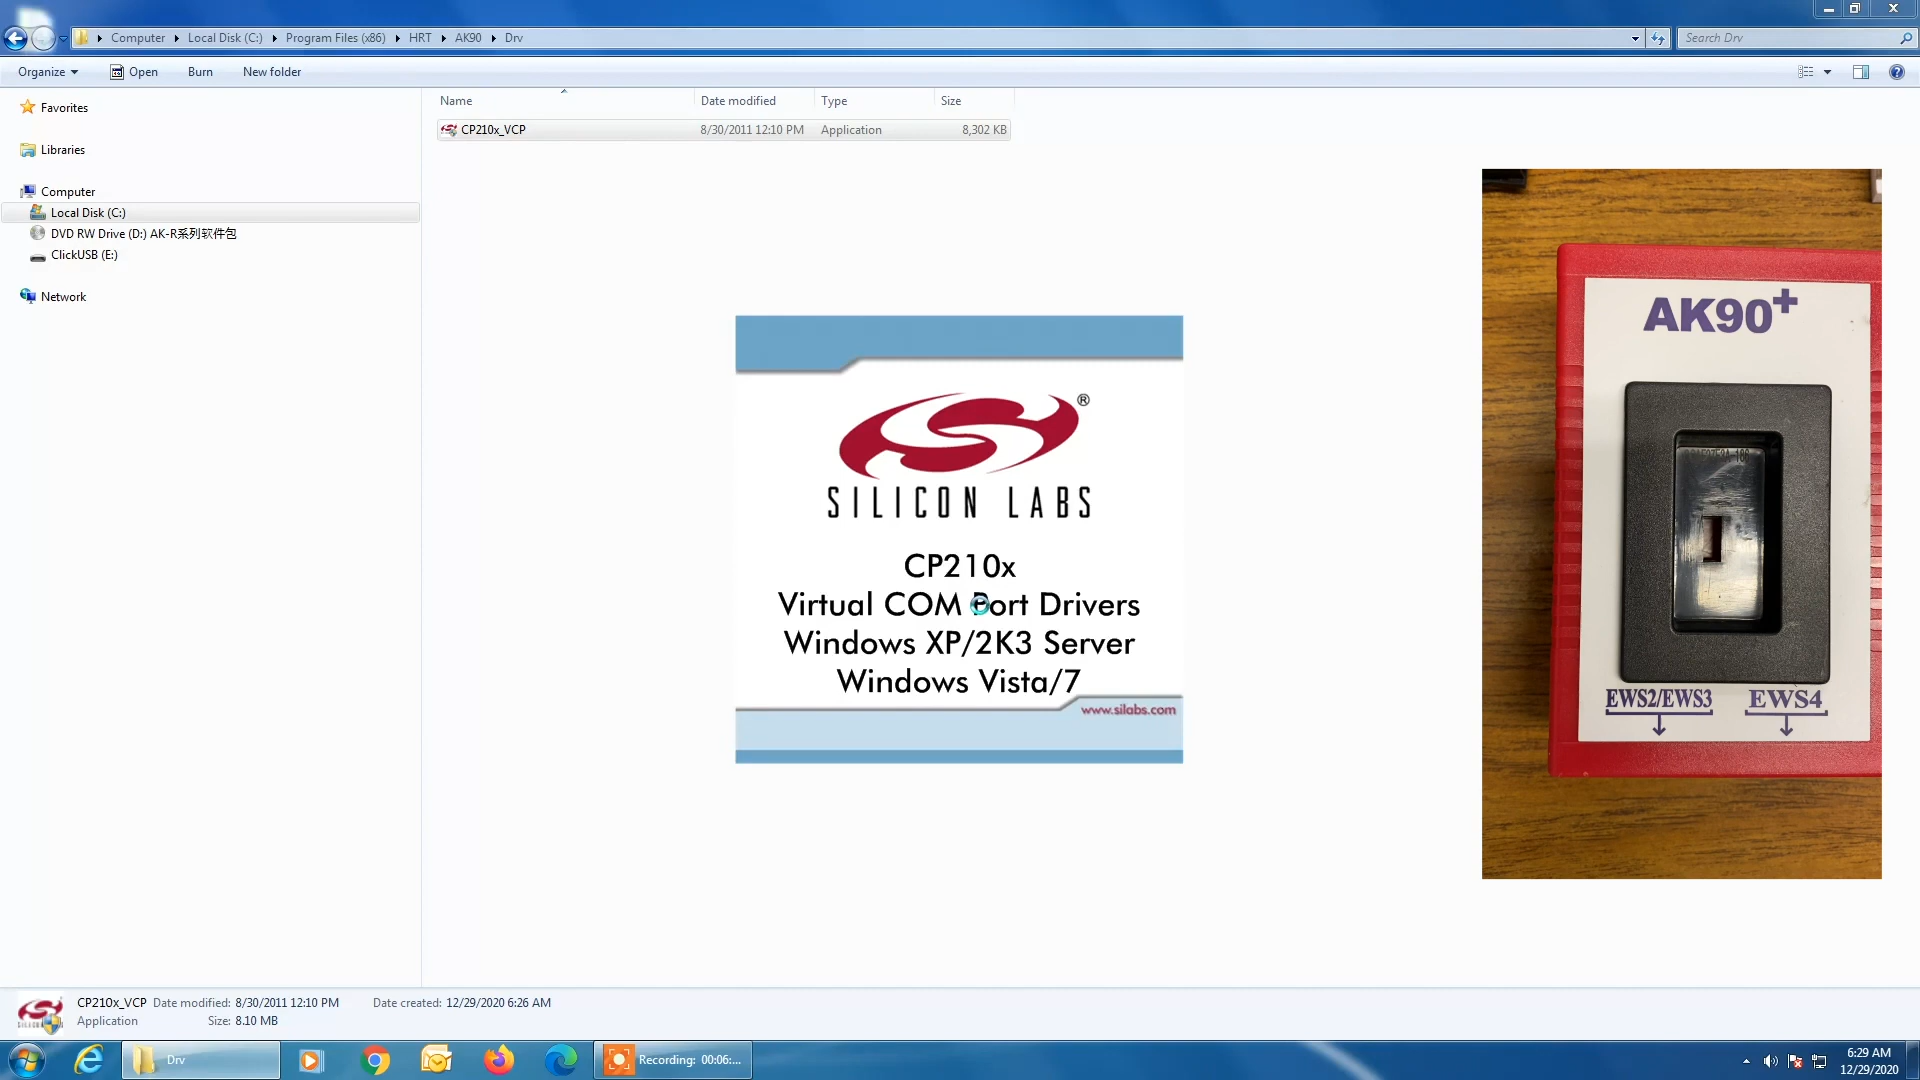 Computer Local Disk (C:) Program Files (x86) HRT AK90 Drv
Search Drv
Organize Open Burn New folder
Favorites
Libraries
Computer
Local Disk (C:)
DVD RW Drive (D:) AK-R系列软件包
ClickUSB (E:)
Network
Name Date modified Type Size
CP210x_VCP 8/30/2011 12:10 PM Application 8,302 KB
®
SILICON LABS
CP210x
Virtual COM Port Drivers
Windows XP/2K3 Server
Windows Vista/7
www.silabs.com
AK90+
EWS2/EWS3 EWS4
CP210x_VCP Date modified: 8/30/2011 12:10 PM Date created: 12/29/2020 6:26 AM
Application Size: 8.10 MB
SILICON LABS
Drv
Recording: 00:06:...
6:29 AM
12/29/2020